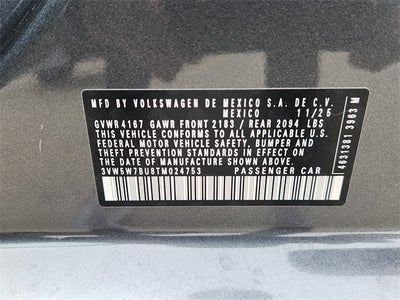 MFD BY VOLKSWAGEN DE MEXICO S.A. DE C.V.
MEXICO 11/25
GVWR 4167 GAWR FRONT 2183 / REAR 2094 LBS
THIS VEHICLE CONFORMS TO ALL APPLICABLE U.S.
FEDERAL MOTOR VEHICLE SAFETY, BUMPER AND
THEFT PREVENTION STANDARDS IN EFFECT ON THE
DATE OF MANUFACTURE SHOWN ABOVE
3VW5W7BU8TM024753 PASSENGER CAR
4631381 3963 M